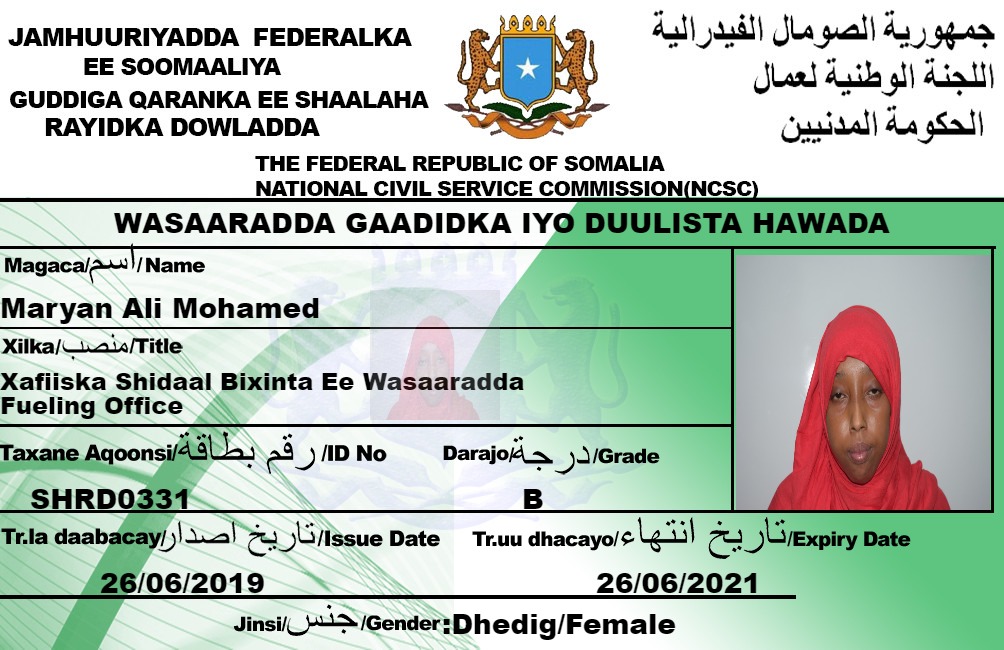 JAMHUURIYADDA FEDERALKA
EE SOOMAALIYA
GUDDIGA QARANKA EE SHAALAHA
RAYIDKA DOWLADDA
جمهورية الصومال الفيدرالية
اللجنة الوطنية لعمال
الحكومة المدنيين
THE FEDERAL REPUBLIC OF SOMALIA
NATIONAL CIVIL SERVICE COMMISSION(NCSC)
WASAARADDA GAADIDKA IYO DUULISTA HAWADA
Magaca/اسم/Name
Maryan Ali Mohamed
Xilka/منصب/Title
Xafiiska Shidaal Bixinta Ee Wasaaradda
Fueling Office
Taxane Aqoonsi/رقم بطاقة/ID No Darajo/درجة/Grade
SHRD0331 B
Tr.la daabacay/تاريخ اصدار/Issue Date Tr.uu dhacayo/تاريخ انتهاء/Expiry Date
26/06/2019 26/06/2021
Jinsi/جنس/Gender:Dhedig/Female